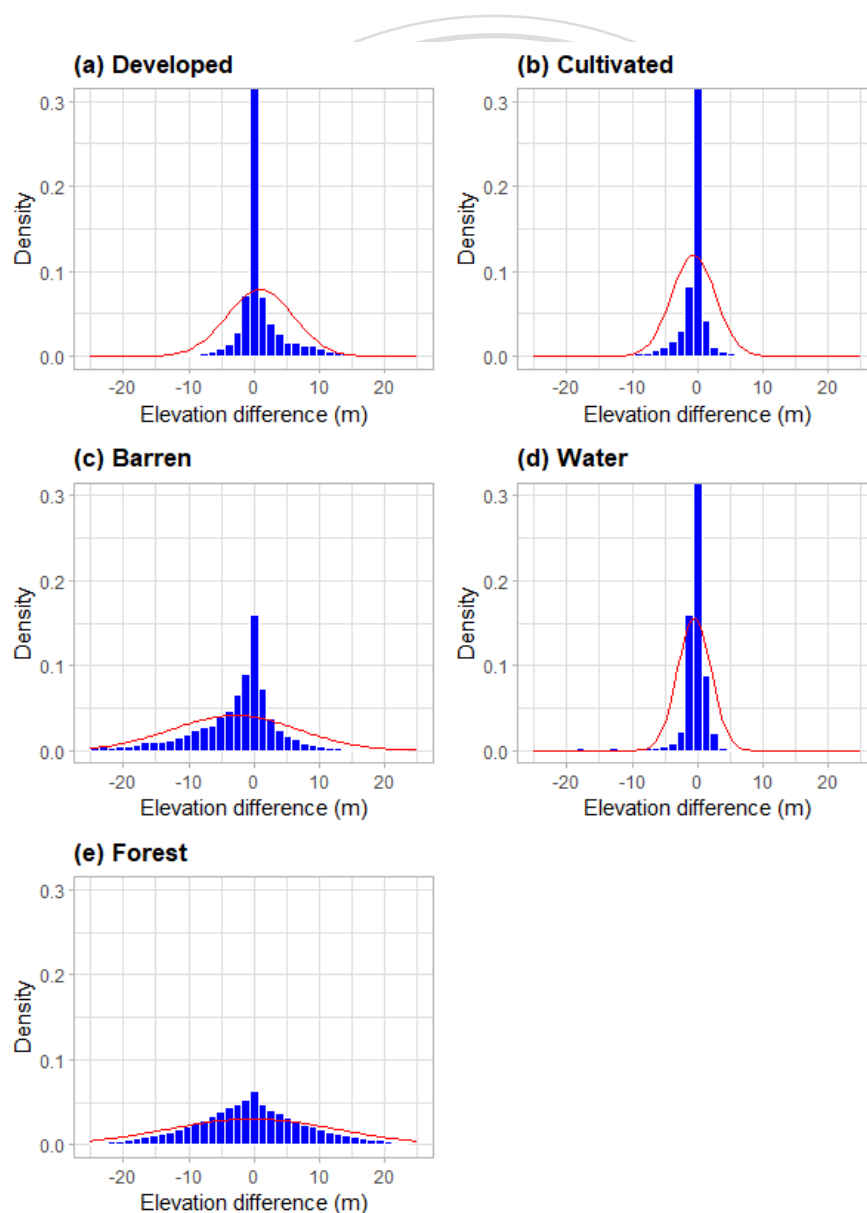 (a) Developed
0.3
0.2
0.1
0.0
Density
-20 -10 0 10 20
Elevation difference (m)
(b) Cultivated
0.3
0.2
0.1
0.0
Density
-20 -10 0 10 20
Elevation difference (m)
(c) Barren
0.3
0.2
0.1
0.0
Density
-20 -10 0 10 20
Elevation difference (m)
(d) Water
0.3
0.2
0.1
0.0
Density
-20 -10 0 10 20
Elevation difference (m)
(e) Forest
0.3
0.2
0.1
0.0
Density
-20 -10 0 10 20
Elevation difference (m)